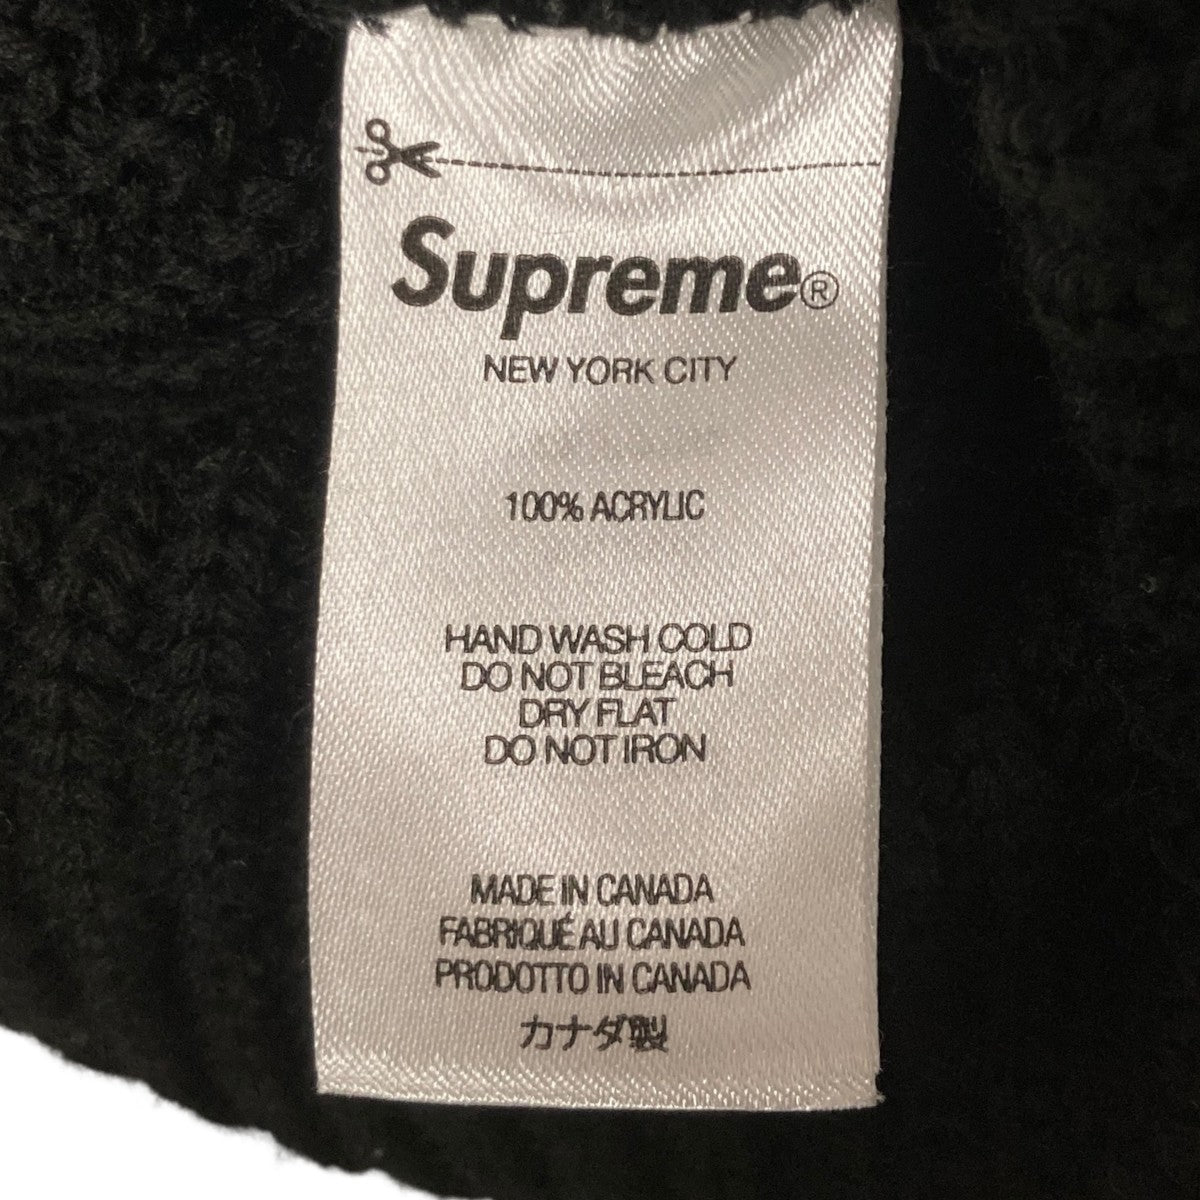 Supreme®
NEW YORK CITY
100% ACRYLIC
HAND WASH COLD
DO NOT BLEACH
DRY FLAT
DO NOT IRON
MADE IN CANADA
FABRIQUÉ AU CANADA
PRODOTTO IN CANADA
カナダ製